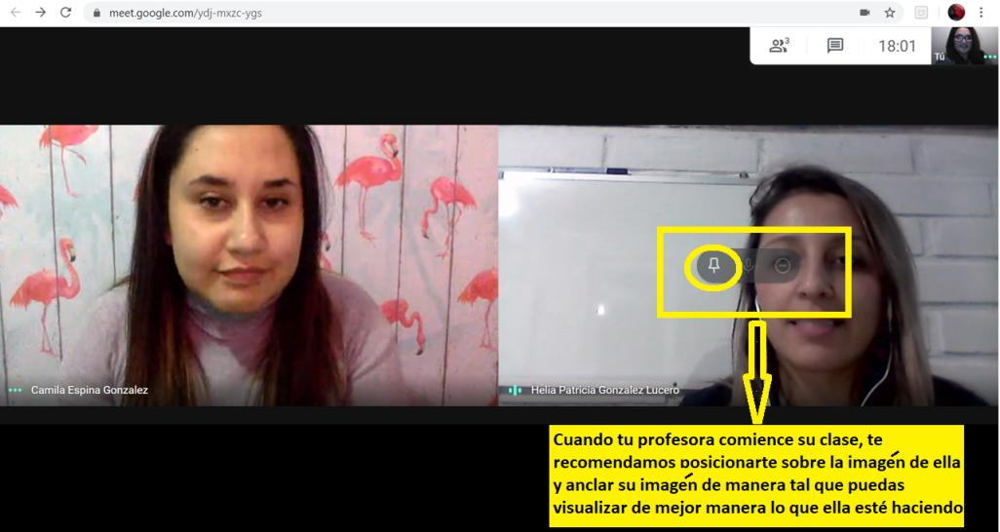 meet.google.com/ydj-mxzc-ygs
3
18:01
Tú
Camila Espina Gonzalez
Helia Patricia Gonzalez Lucero
Cuando tu profesora comience su clase, te
recomendamos posicionarte sobre la imagén de ella
y anclar su imagén de manera tal que puedas
visualizar de mejor manera lo que ella esté haciendo